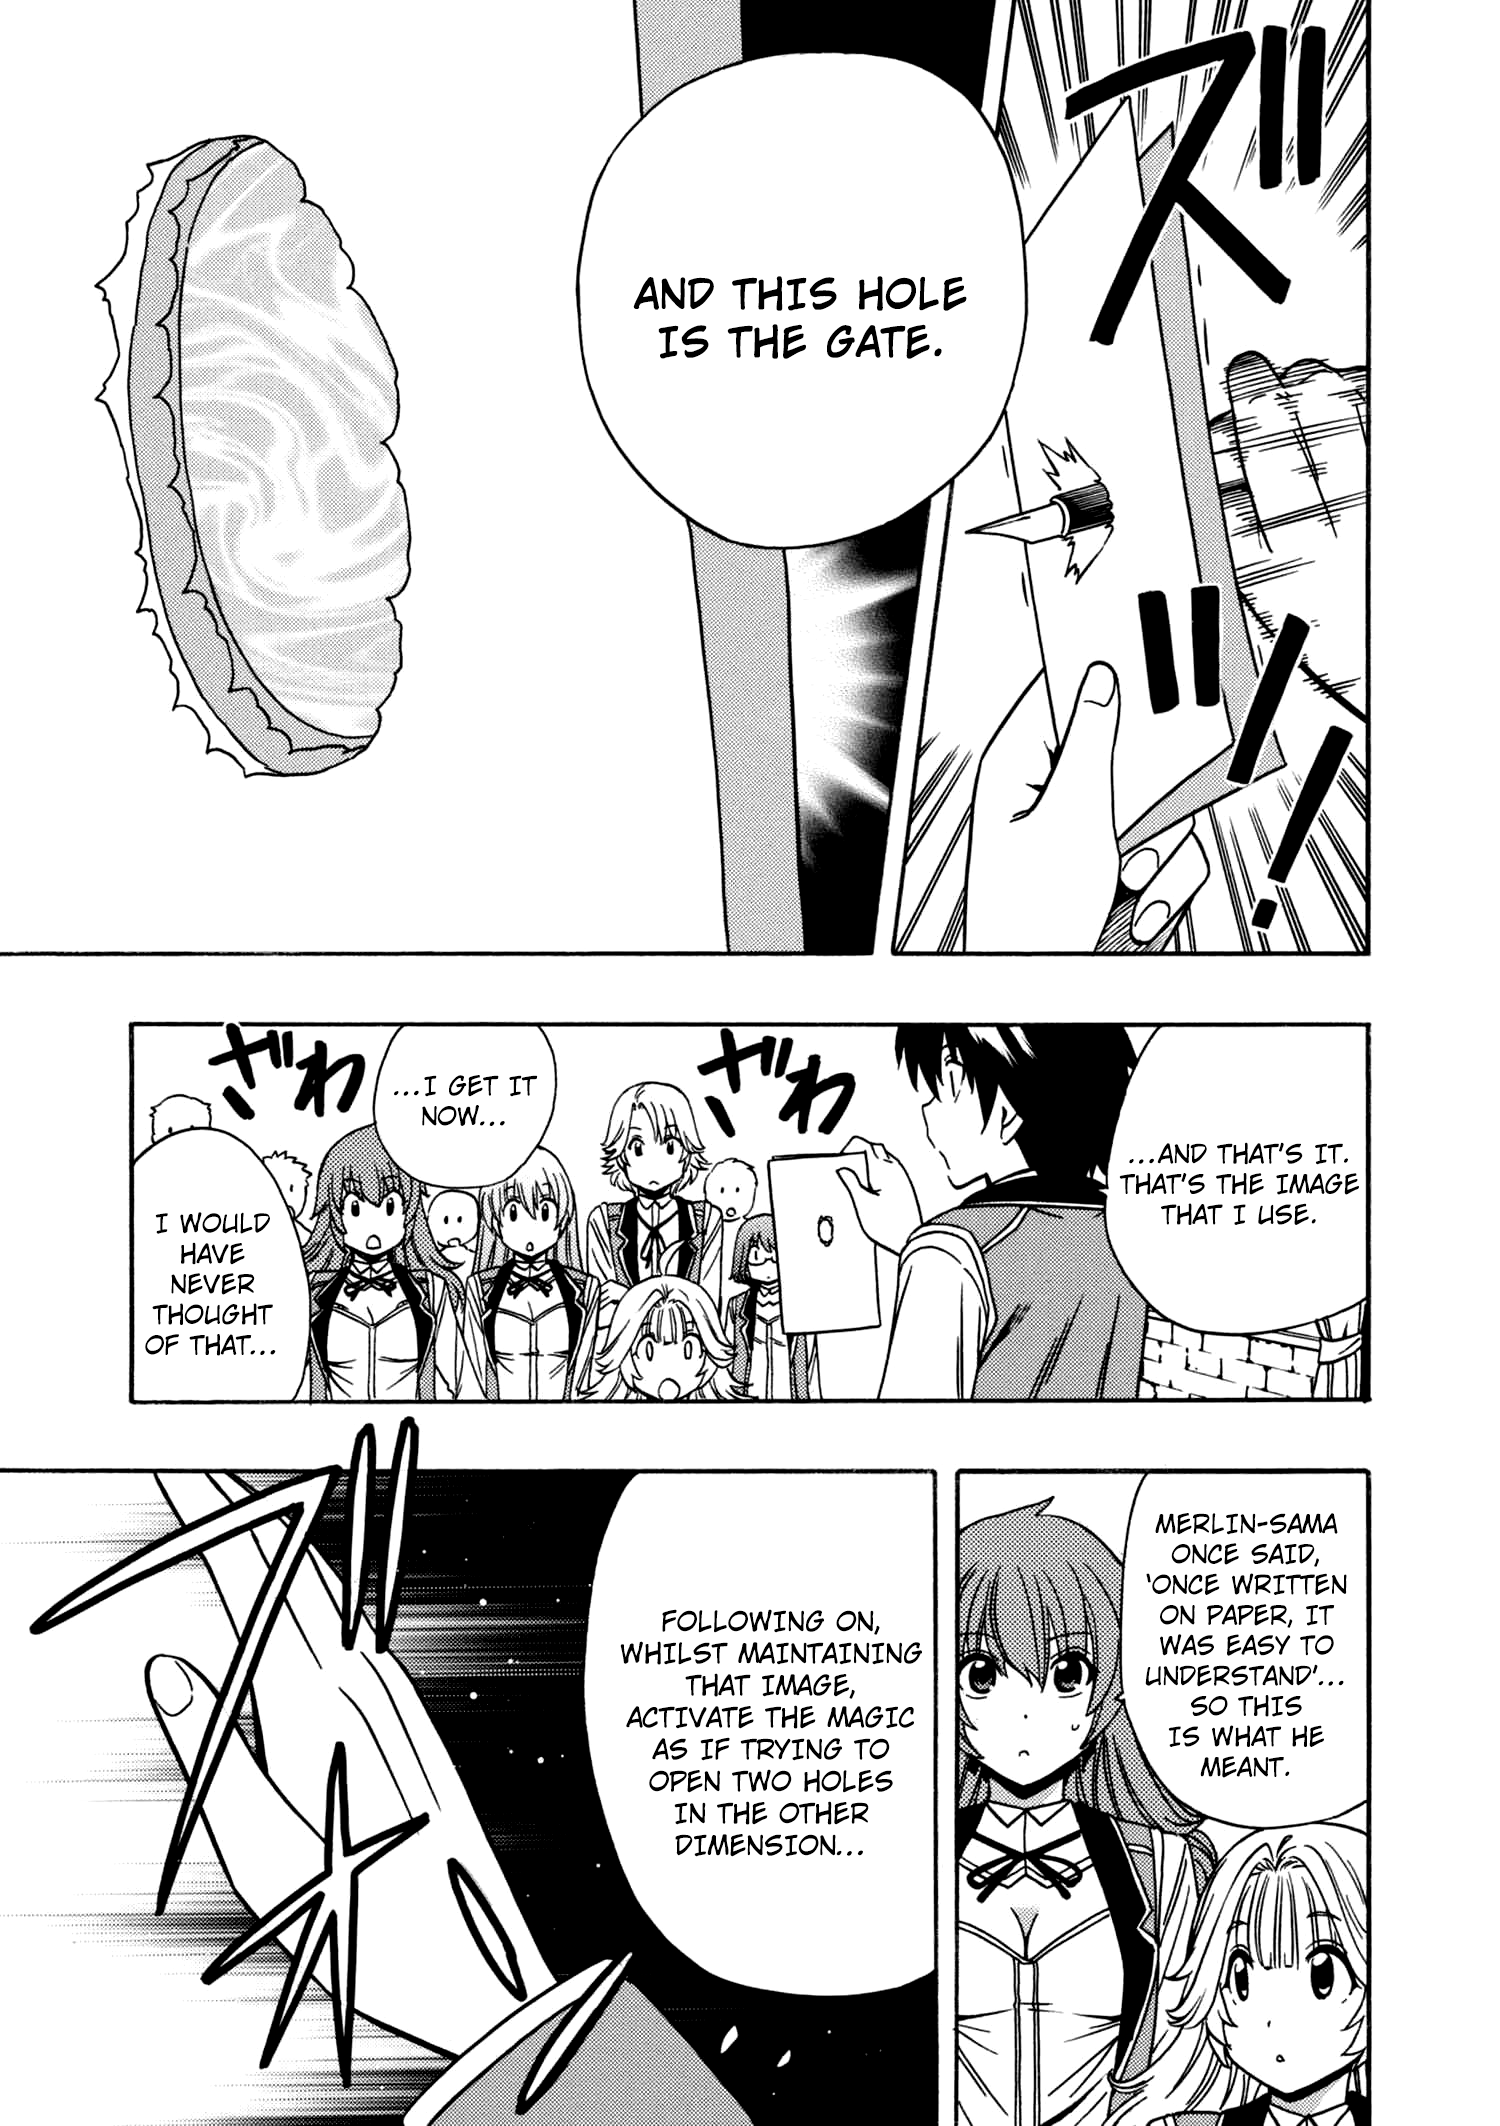 ズ
ン!
AND THIS HOLE
IS THE GATE.
...AND THAT'S IT.
THAT'S THE IMAGE
THAT I USE.
ざわ
...I GET IT
NOW...
ざわ
I WOULD
HAVE
NEVER
THOUGHT
OF THAT...
MERLIN-SAMA
ONCE SAID,
'ONCE WRITTEN
ON PAPER, IT
WAS EASY TO
UNDERSTAND'...
SO THIS
IS WHAT HE
MEANT.
FOLLOWING ON,
WHILST MAINTAINING
THAT IMAGE,
ACTIVATE THE MAGIC
AS IF TRYING TO
OPEN TWO HOLES
IN THE OTHER
DIMENSION...